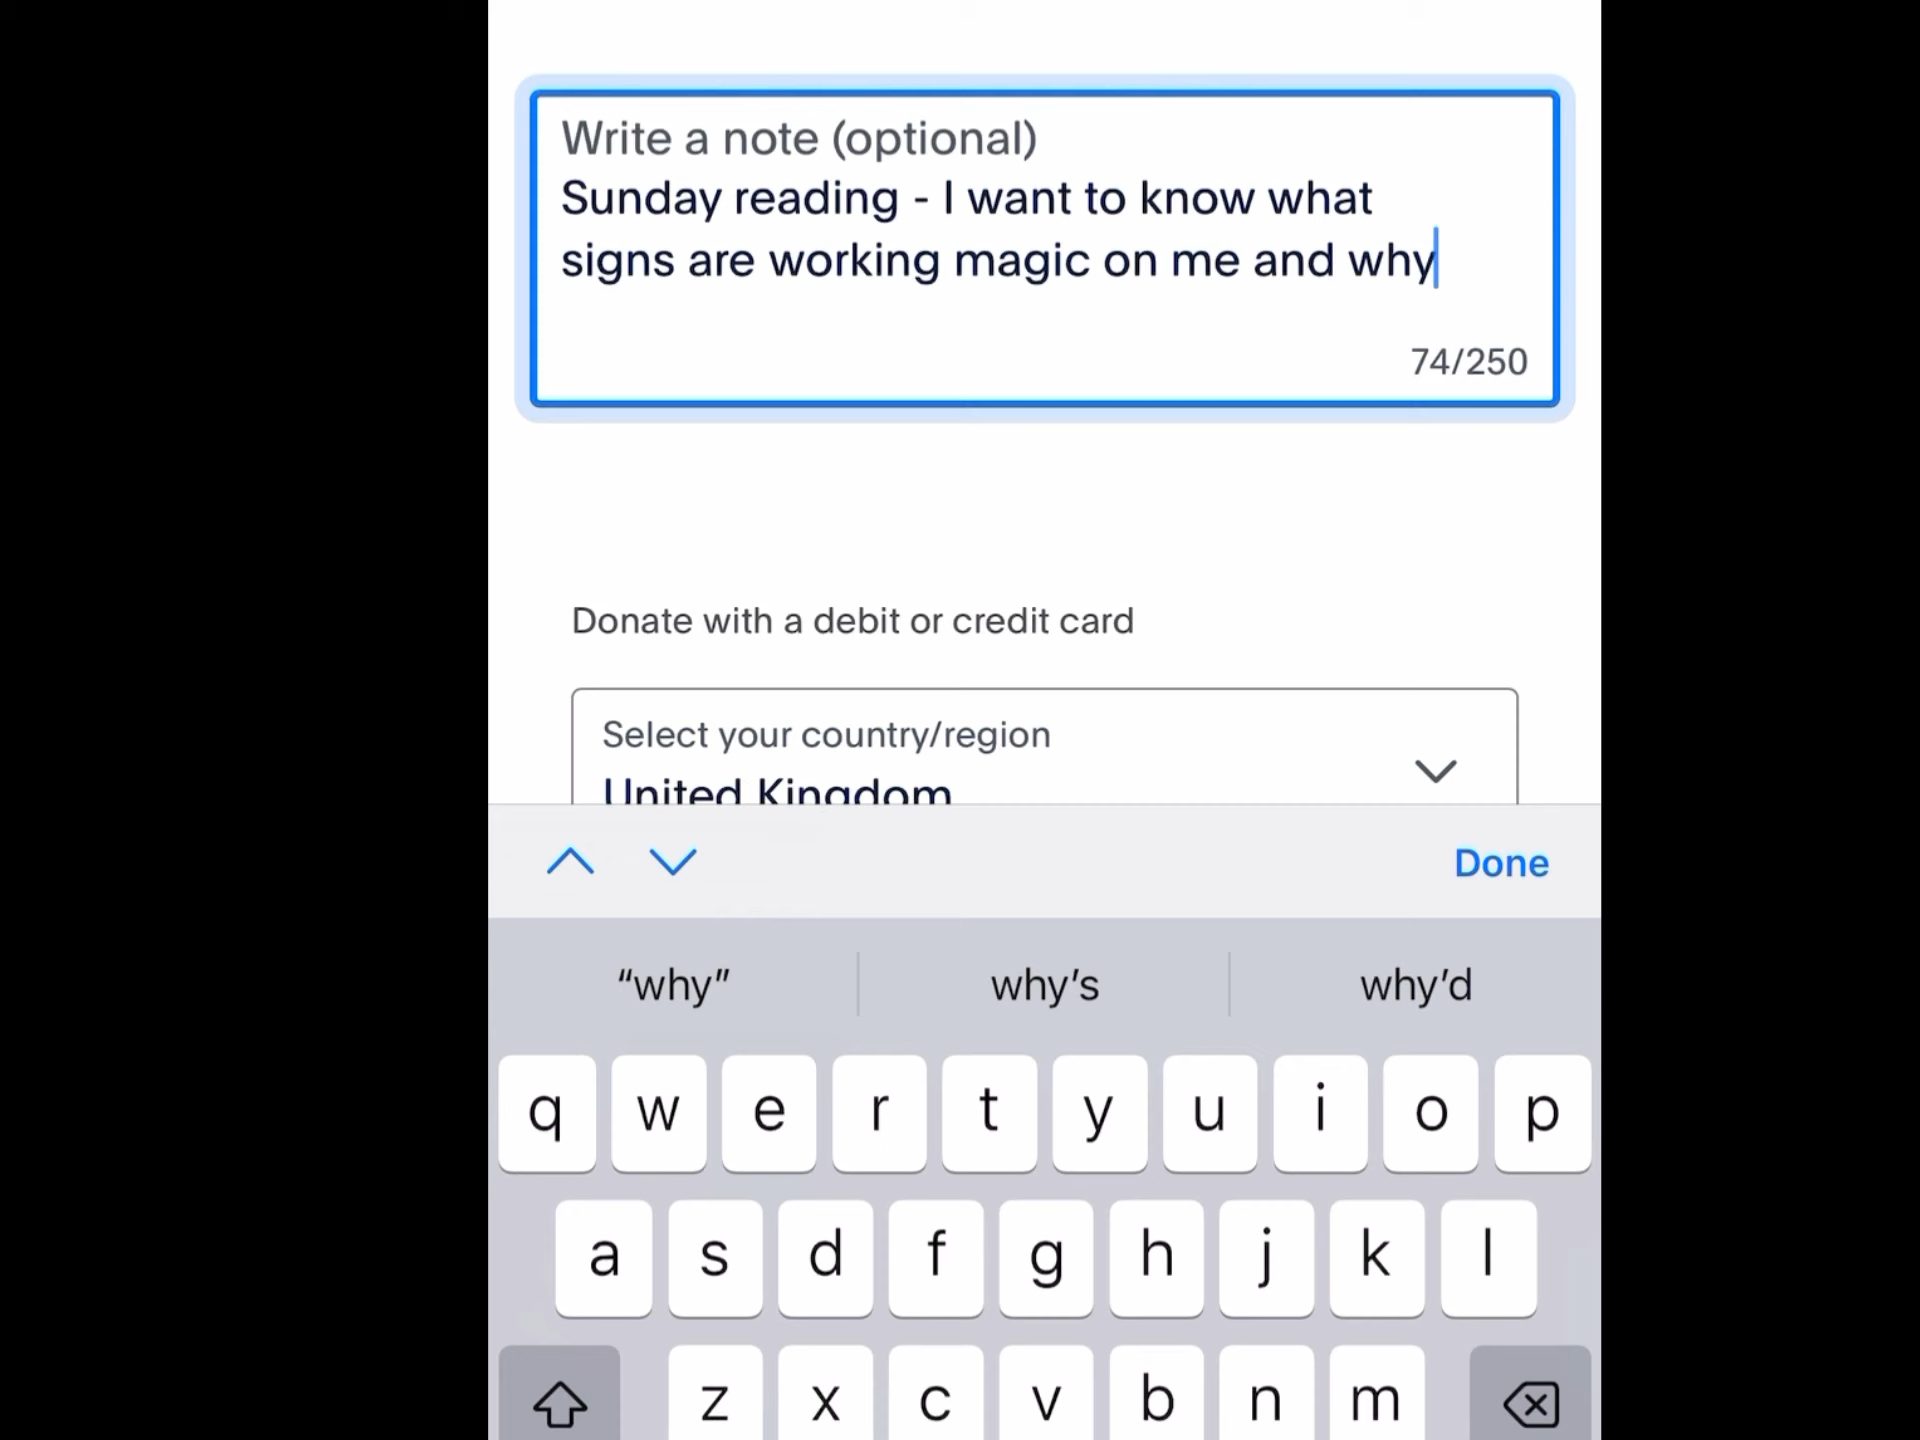 Write a note (optional)
Sunday reading - I want to know what
signs are working magic on me and why
74/250
Donate with a debit or credit card
Select your country/region
United Kingdom
Done
“why” why’s why’d
q w e r t y u i o p
a s d f g h j k l
z x c v b n m